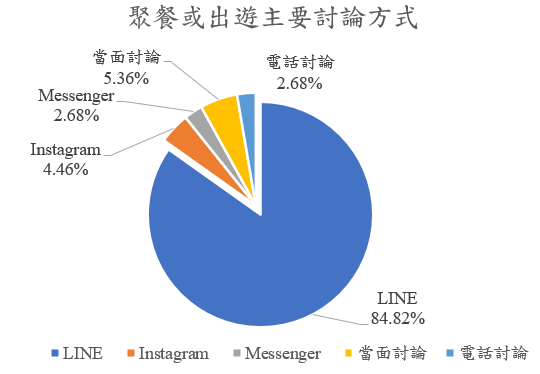 聚餐或出遊主要討論方式
當面討論
5.36%
電話討論
2.68%
Messenger
2.68%
Instagram
4.46%
LINE
84.82%
LINE Instagram Messenger 當面討論 電話討論